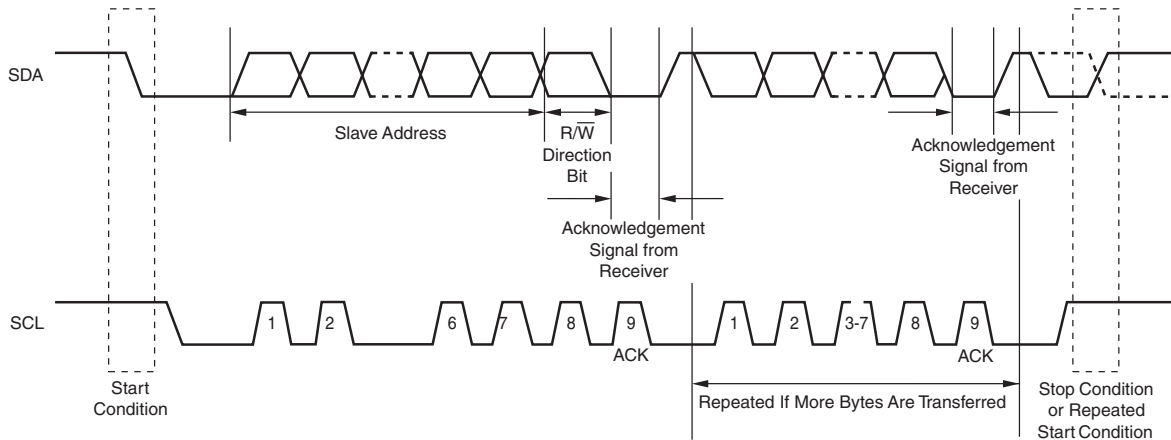 SDA
Slave Address
R/W̅
Direction
Bit
Acknowledgement
Signal from
Receiver
Acknowledgement
Signal from
Receiver
SCL
1
2
6
7
8
9
ACK
1
2
3-7
8
9
ACK
Start
Condition
Repeated If More Bytes Are Transferred
Stop Condition
or Repeated
Start Condition